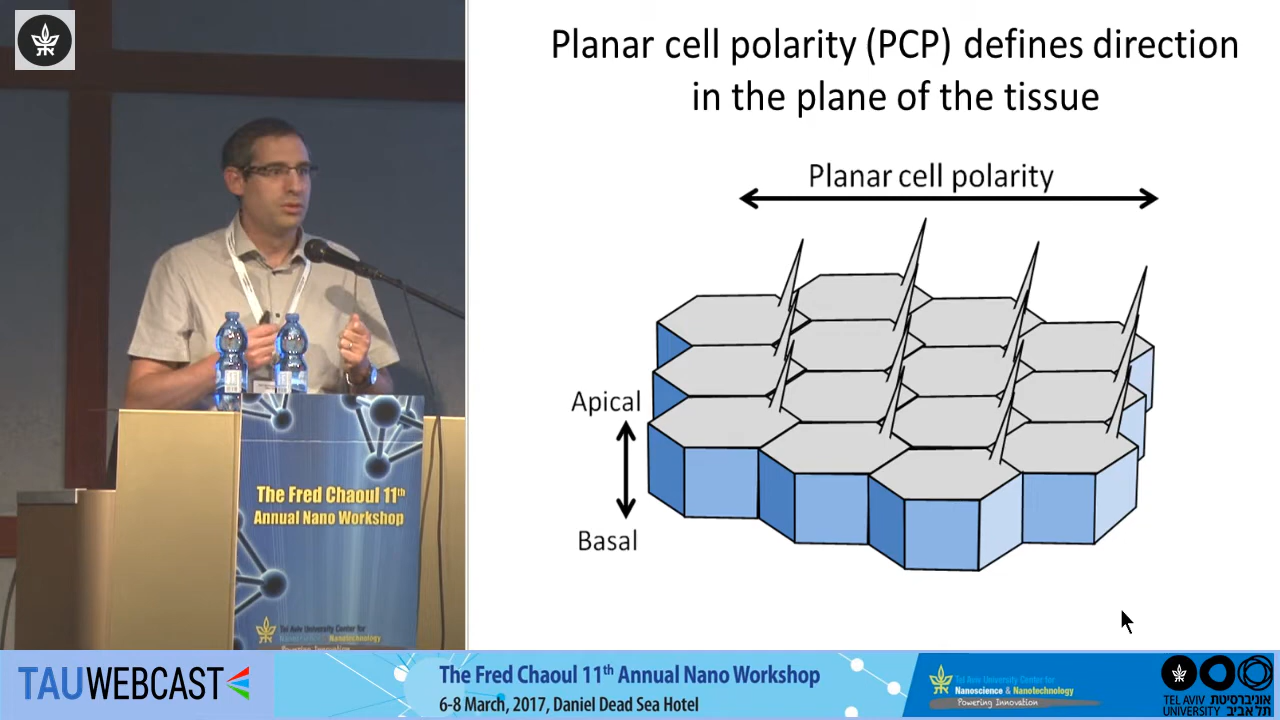 Planar cell polarity (PCP) defines direction
in the plane of the tissue
Planar cell polarity
Apical
Basal
The Fred Chaoul 11th
Annual Nano Workshop
Tel Aviv University Center for
Nanoscience & Nanotechnology
Powering Innovation
TAUWEBCAST
The Fred Chaoul 11th Annual Nano Workshop
6-8 March, 2017, Daniel Dead Sea Hotel
Tel Aviv University Center for
Nanoscience & Nanotechnology
Powering Innovation
TEL AVIV אוניברסיטת
UNIVERSITY תל אביב